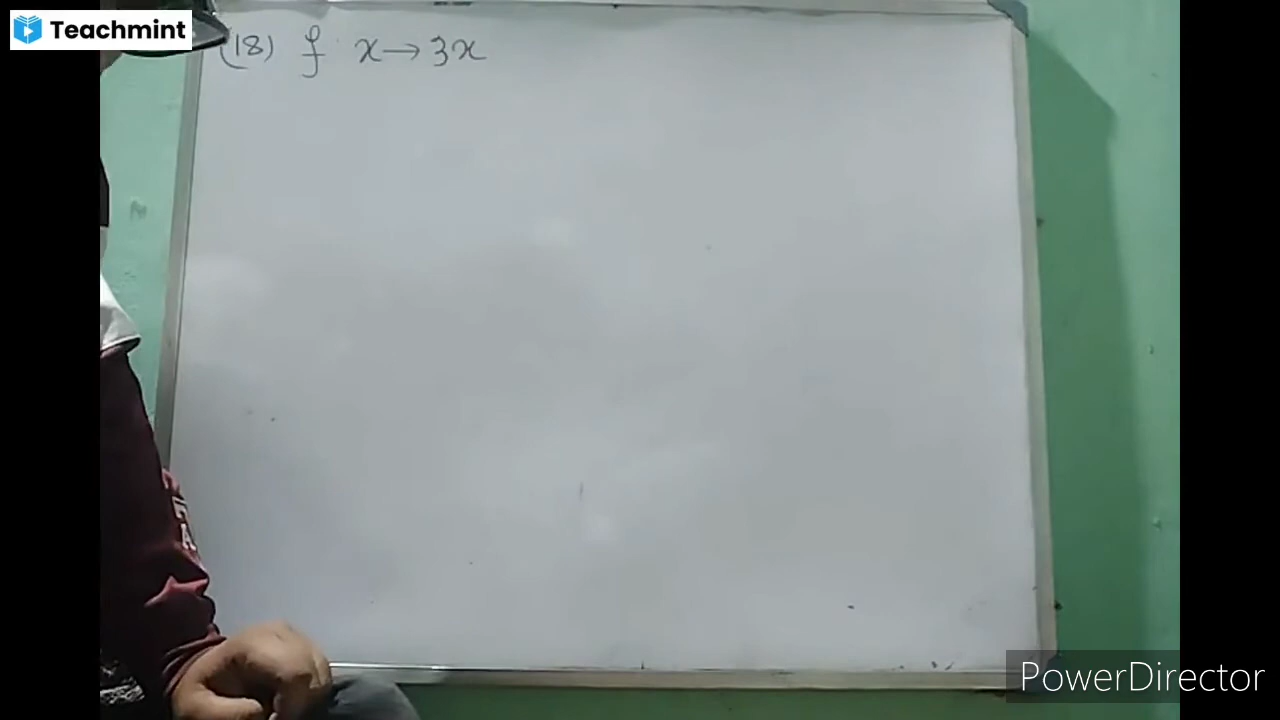 Teachmint
(18) f x→3x
PowerDirector